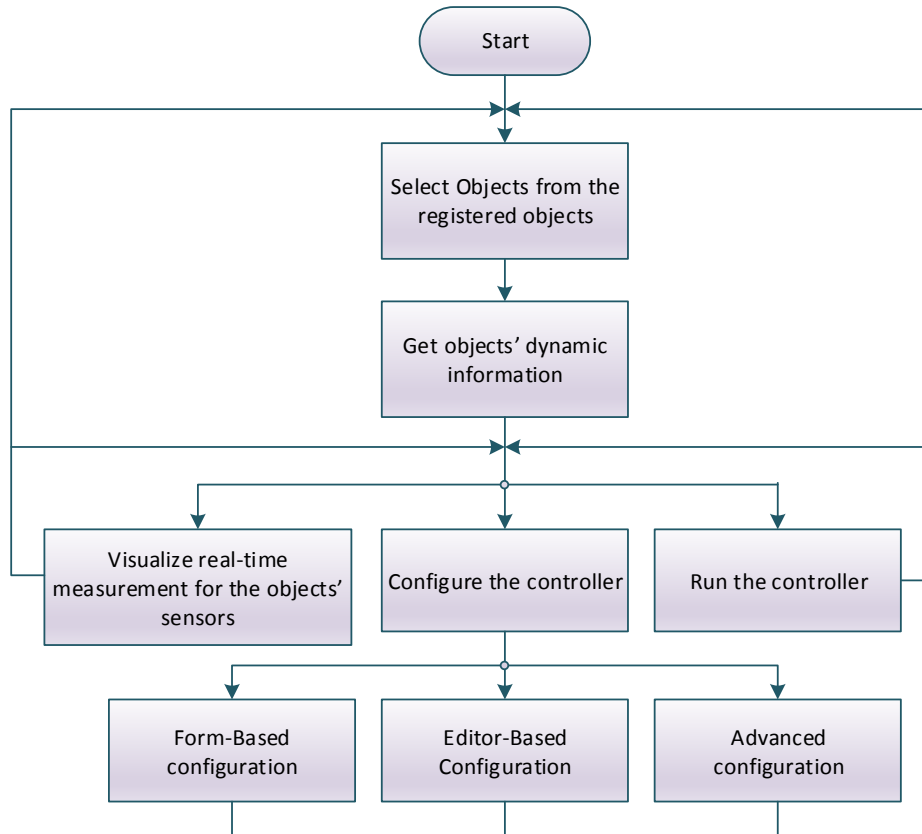 Start
Select Objects from the
registered objects
Get objects’ dynamic
information
Visualize real-time
measurement for the objects’
sensors
Configure the controller
Run the controller
Form-Based
configuration
Editor-Based
Configuration
Advanced
configuration